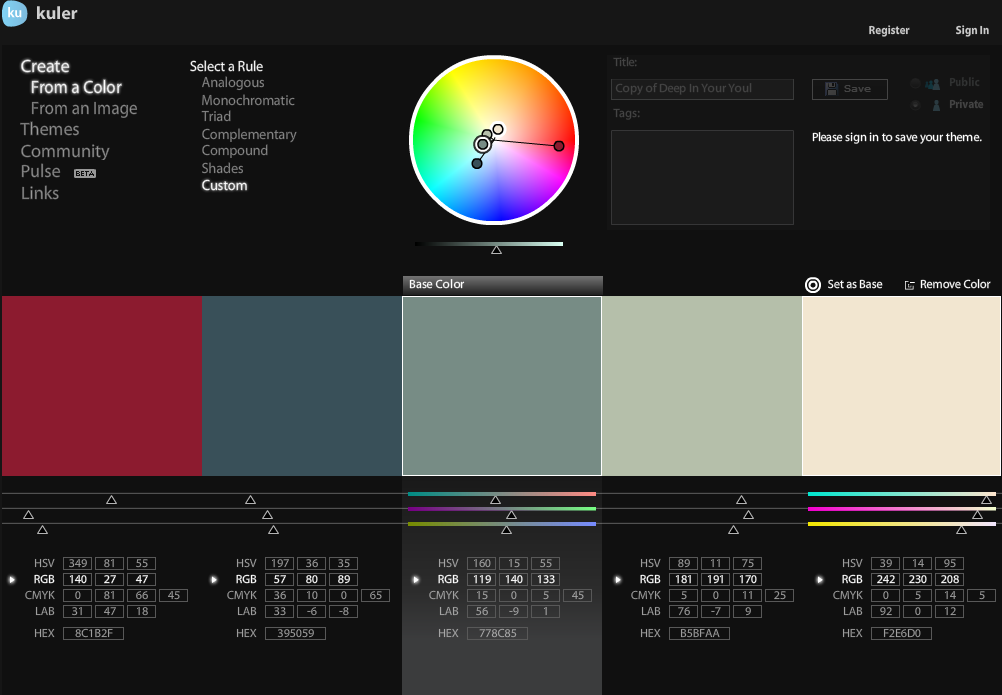 ku kuler
Register Sign In
Create
From a Color
From an Image
Themes
Community
Pulse BETA
Links
Select a Rule
Analogous
Monochromatic
Triad
Complementary
Compound
Shades
Custom
Title:
Copy of Deep In Your Youl
Save
Public
Private
Tags:
Please sign in to save your theme.
Base Color
Set as Base Remove Color
HSV 349 81 55
RGB 140 27 47
CMYK 0 81 66 45
LAB 31 47 18
HEX 8C1B2F
HSV 197 36 35
RGB 57 80 89
CMYK 36 10 0 65
LAB 33 -6 -8
HEX 395059
HSV 160 15 55
RGB 119 140 133
CMYK 15 0 5 45
LAB 56 -9 1
HEX 778C85
HSV 89 11 75
RGB 181 191 170
CMYK 5 0 11 25
LAB 76 -7 9
HEX B5BFAA
HSV 39 14 95
RGB 242 230 208
CMYK 0 5 14 5
LAB 92 0 12
HEX F2E6D0